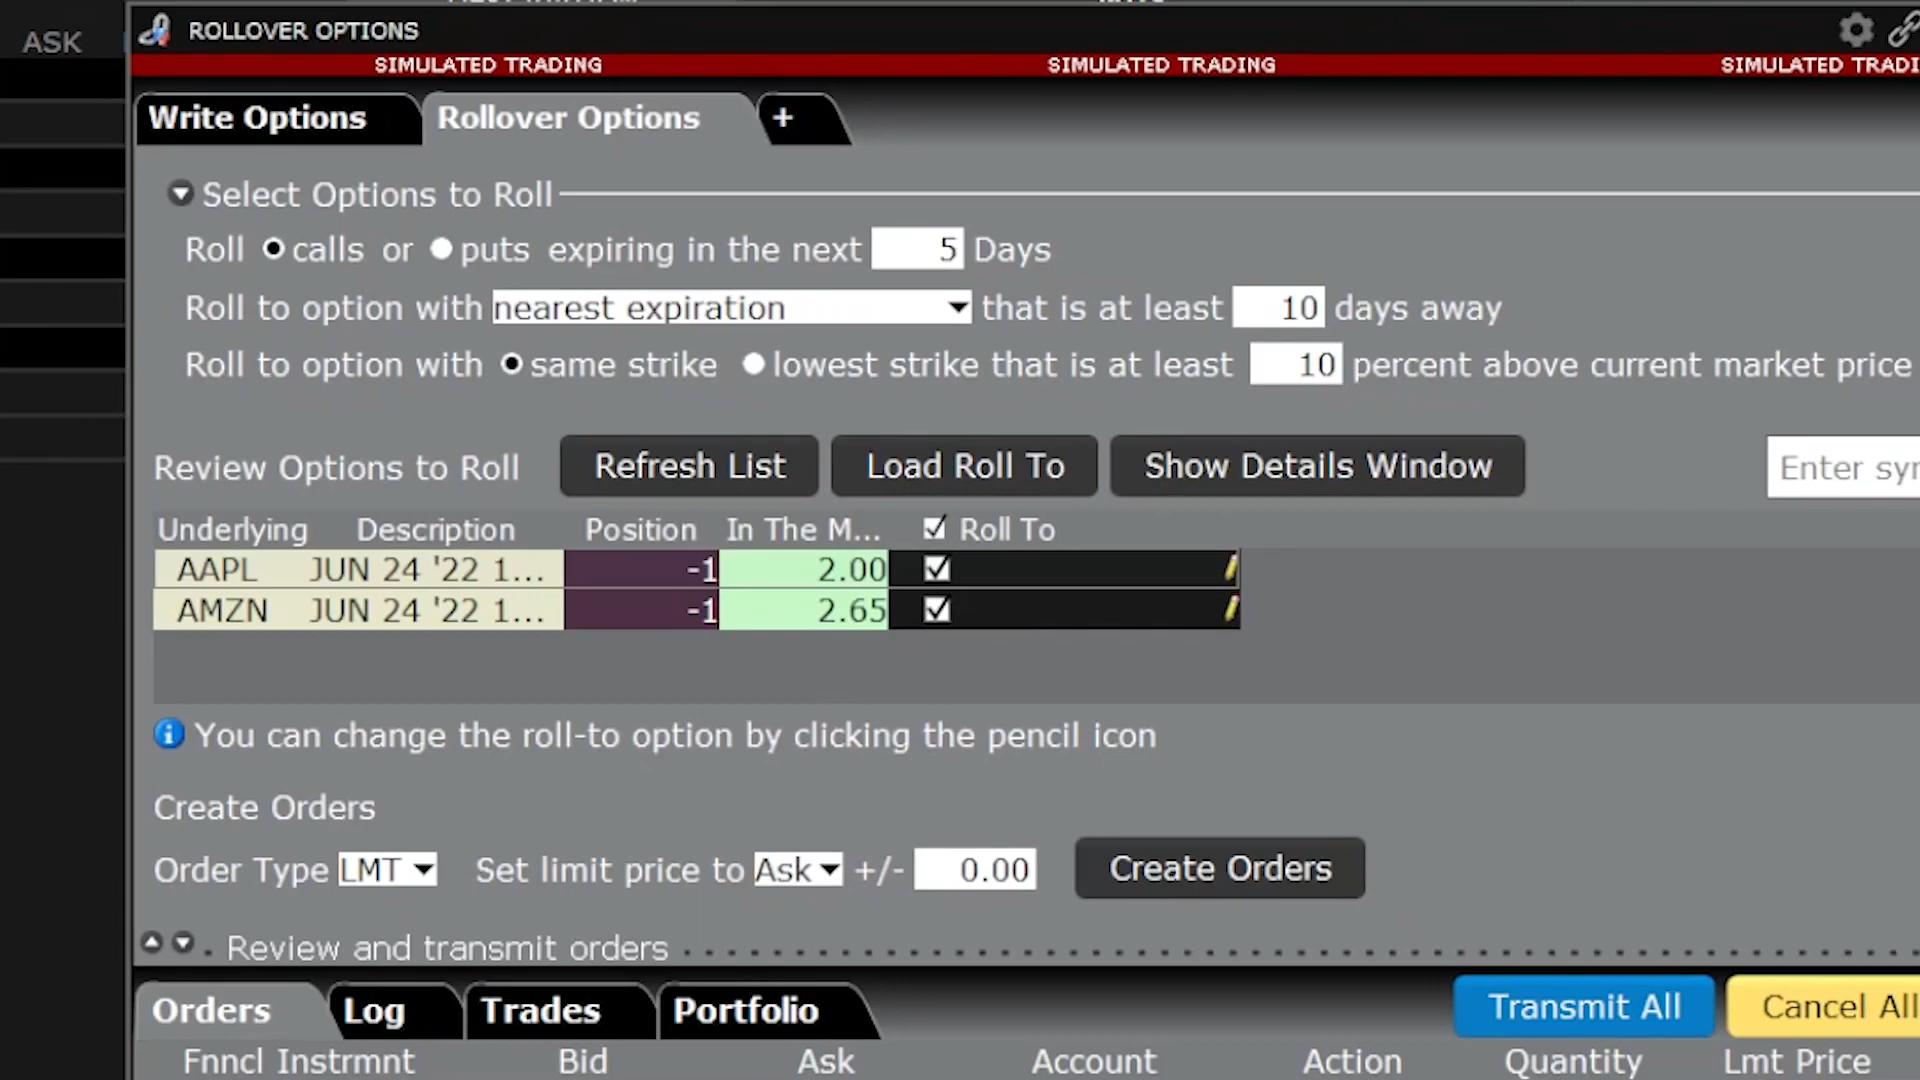 ASK
ROLLOVER OPTIONS
SIMULATED TRADING SIMULATED TRADING SIMULATED TRADI
Write Options Rollover Options +
Select Options to Roll
Roll calls or puts expiring in the next 5 Days
Roll to option with nearest expiration that is at least 10 days away
Roll to option with same strike lowest strike that is at least 10 percent above current market price
Review Options to Roll Refresh List Load Roll To Show Details Window Enter syr
Underlying Description Position In The M... Roll To
AAPL JUN 24 '22 1... -1 2.00
AMZN JUN 24 '22 1... -1 2.65
You can change the roll-to option by clicking the pencil icon
Create Orders
Order Type LMT Set limit price to Ask +/- 0.00 Create Orders
Review and transmit orders
Orders Log Trades Portfolio Transmit All Cancel All
Fnncl Instrmnt Bid Ask Account Action Quantity Lmt Price